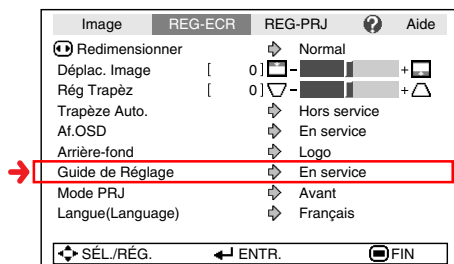 Image REG-ECR REG-PRJ ? Aide
Redimensionner Normal
Déplac. Image [ 0 ] - +
Rég Trapèz [ 0 ] - +
Trapèze Auto. Hors service
Af.OSD En service
Arrière-fond Logo
Guide de Réglage En service
Mode PRJ Avant
Langue(Language) Français
SÉL./RÉG. ENTR. FIN